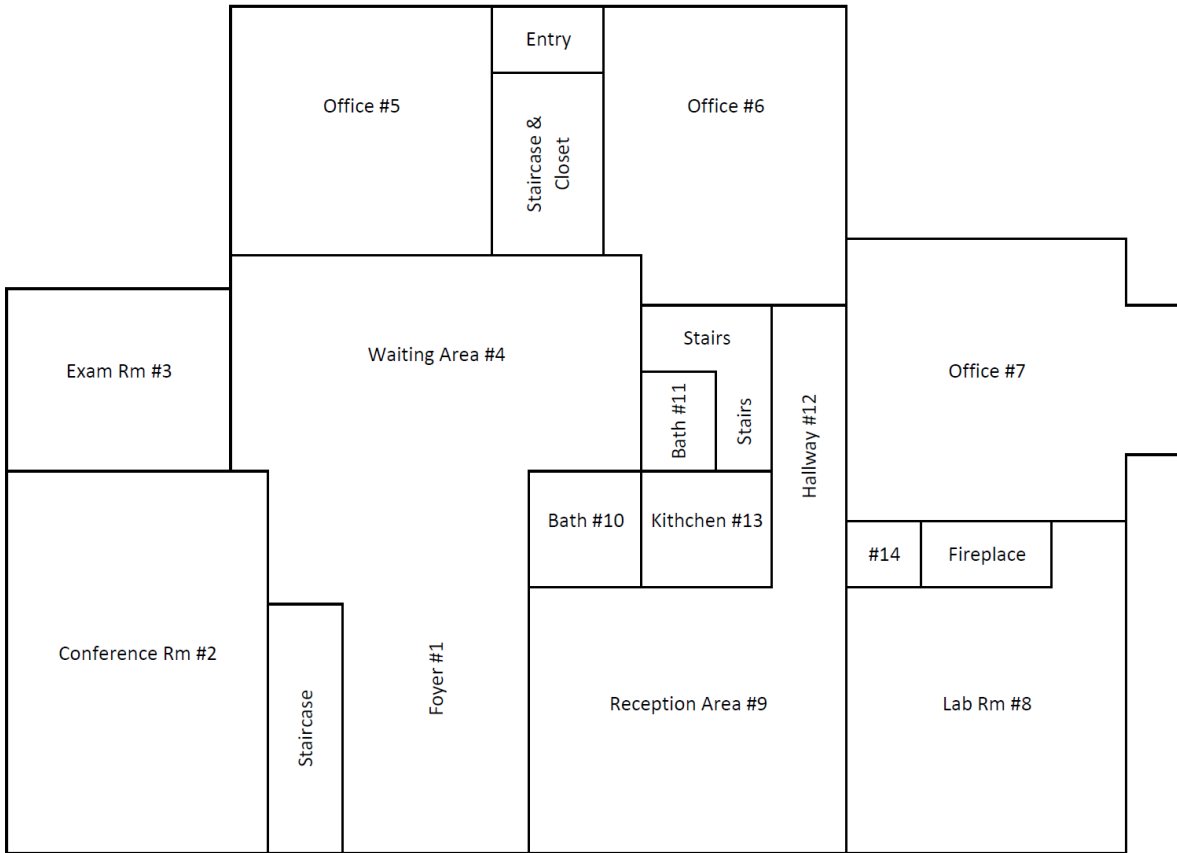 Entry
Office #5
Staircase &
Closet
Office #6
Stairs
Waiting Area #4
Exam Rm #3
Office #7
Bath #11
Stairs
Hallway #12
Bath #10
Kithchen #13
#14
Fireplace
Conference Rm #2
Foyer #1
Staircase
Reception Area #9
Lab Rm #8